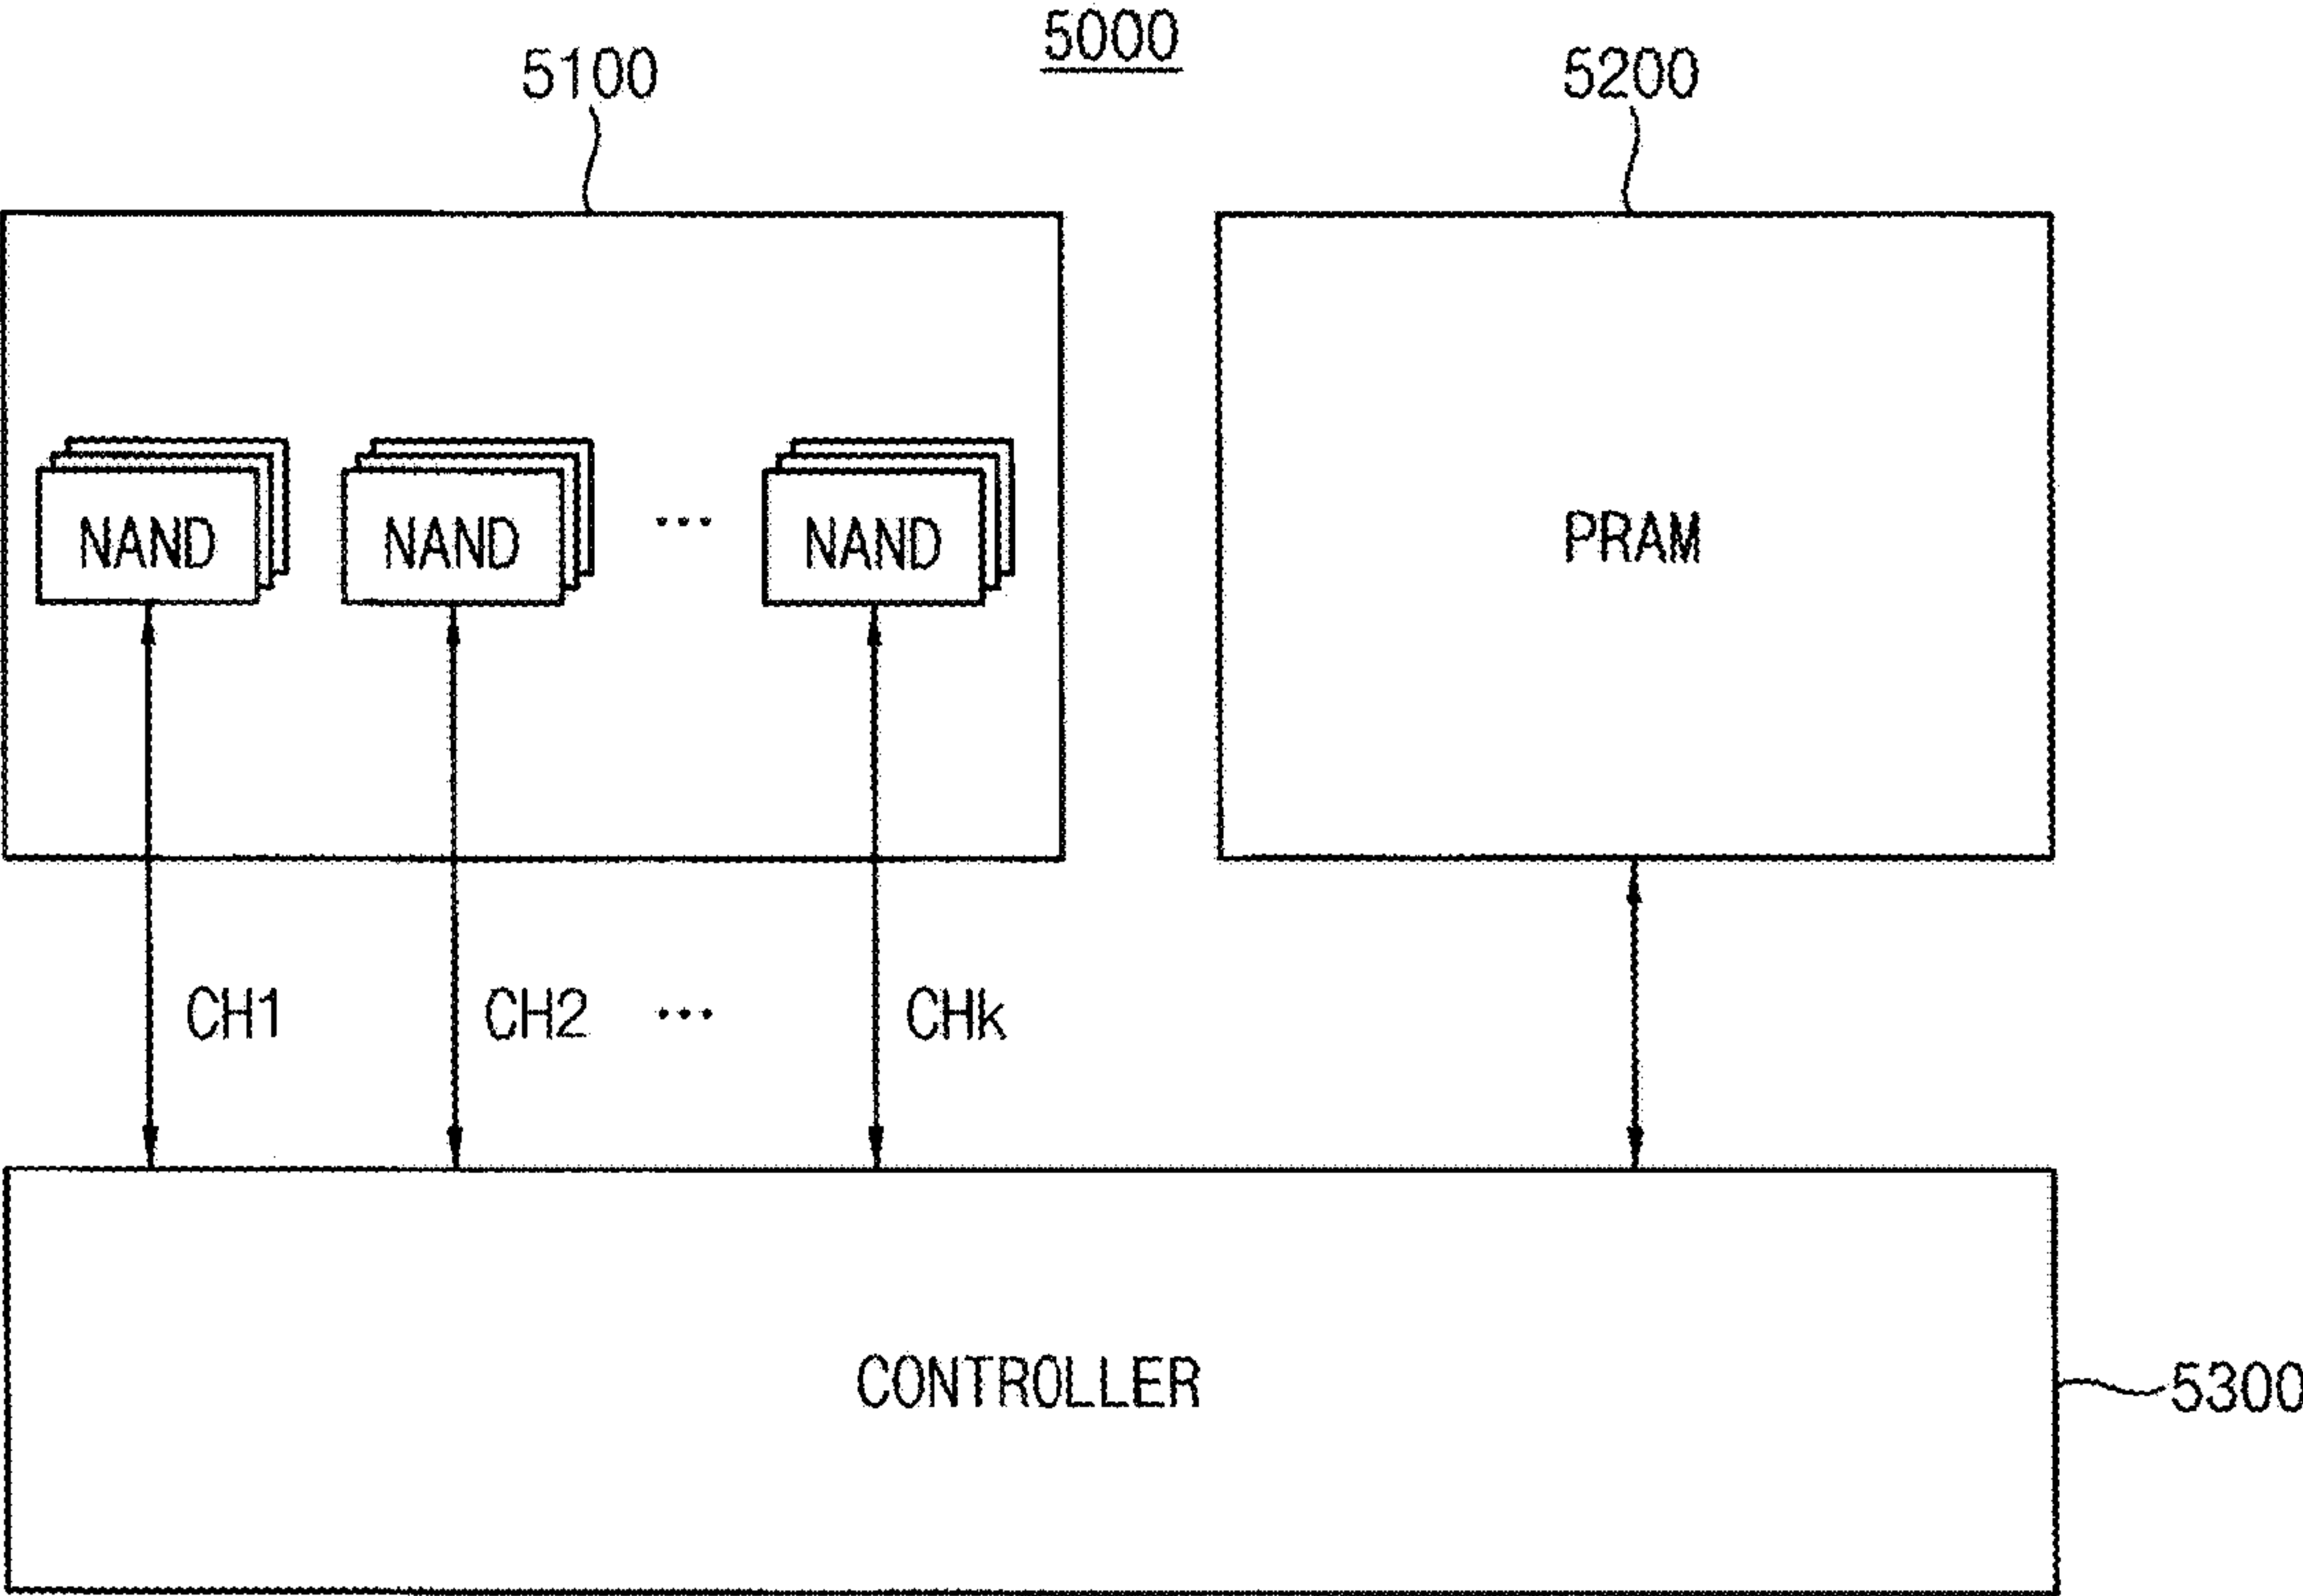 5000
5100
5200
NAND NAND ... NAND
PRAM
CH1 CH2 ... CHk
CONTROLLER
5300